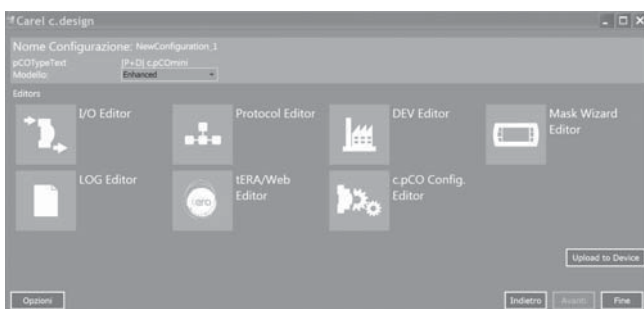 Carel c.design
Nome Configurazione: NewConfiguration_1
pCOTypeText [P+D] c.pCOmini
Modello: Enhanced
Editors
I/O Editor
Protocol Editor
DEV Editor
Mask Wizard
Editor
LOG Editor
tERA/Web
Editor
c.pCO Config.
Editor
Upload to Device
Opzioni
Indietro
Avanti
Fine